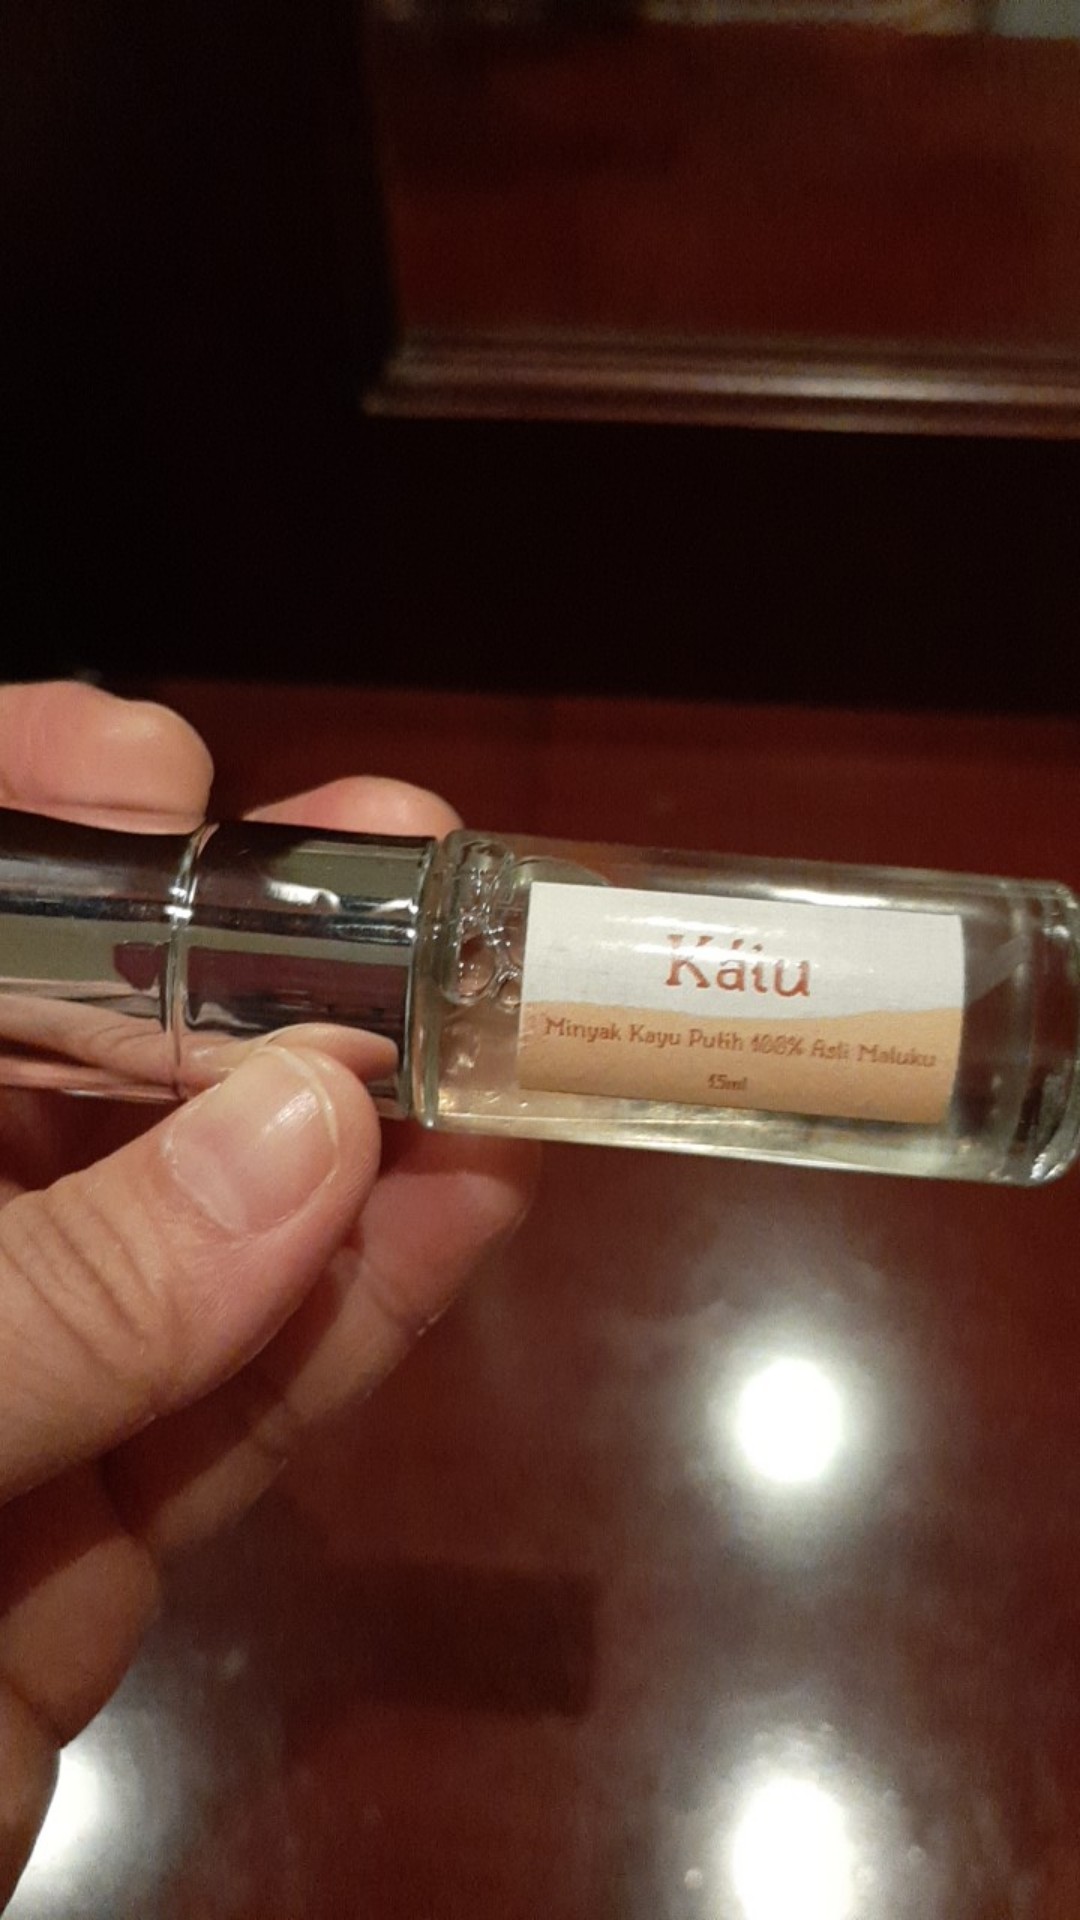 Kaiu
Minyak Kayu Putih 100% Asli Maluku
15ml